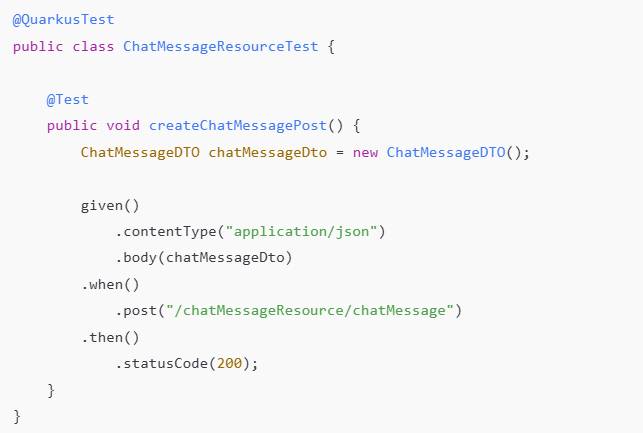 @QuarkusTest
public class ChatMessageResourceTest {
    @Test
    public void createChatMessagePost() {
        ChatMessageDTO chatMessageDto = new ChatMessageDTO();
        given()
            .contentType("application/json")
            .body(chatMessageDto)
        .when()
            .post("/chatMessageResource/chatMessage")
        .then()
            .statusCode(200);
    }
}